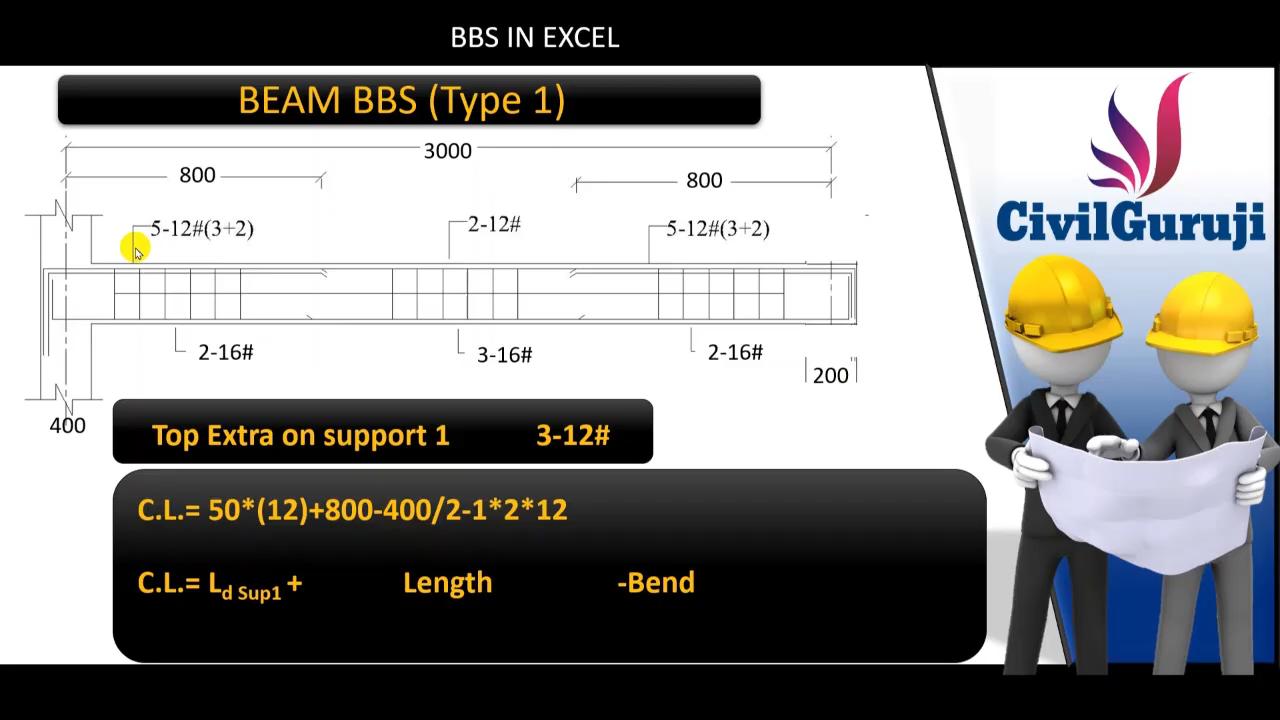 BBS IN EXCEL
BEAM BBS (Type 1)
3000
800
800
5-12#(3+2)
2-12#
5-12#(3+2)
2-16#
3-16#
2-16#
200
400
Top Extra on support 1 3-12#
C.L.= 50*(12)+800-400/2-1*2*12
C.L.= Ld Sup1 + Length -Bend
CivilGuruji